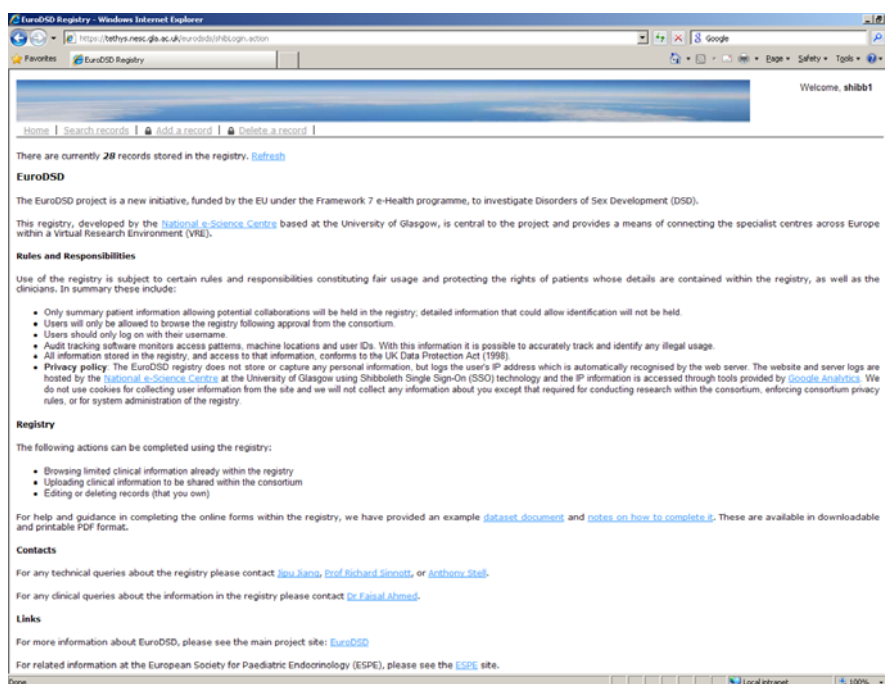 EuroDSD Registry - Windows Internet Explorer
https://tethys.nesc.gla.ac.uk/eurodsds/shibLogin.action
Google
Favorites EuroDSD Registry
Page Safety Tools
Welcome, shibb1
Home | Search records | Add a record | Delete a record |
There are currently 28 records stored in the registry. Refresh
EuroDSD
The EuroDSD project is a new initiative, funded by the EU under the Framework 7 e-Health programme, to investigate Disorders of Sex Development (DSD).
This registry, developed by the National e-Science Centre based at the University of Glasgow, is central to the project and provides a means of connecting the specialist centres across Europe
within a Virtual Research Environment (VRE).
Rules and Responsibilities
Use of the registry is subject to certain rules and responsibilities constituting fair usage and protecting the rights of patients whose details are contained within the registry, as well as the
clinicians. In summary these include:
• Only summary patient information allowing potential collaborations will be held in the registry; detailed information that could allow identification will not be held.
• Users will only be allowed to browse the registry following approval from the consortium.
• Users should only log on with their username.
• Audit tracking software monitors access patterns, machine locations and user IDs. With this information it is possible to accurately track and identify any illegal usage.
• All information stored in the registry, and access to that information, conforms to the UK Data Protection Act (1998).
• Privacy policy: The EuroDSD registry does not store or capture any personal information, but logs the user's IP address which is automatically recognised by the web server. The website and server logs are
hosted by the National e-Science Centre at the University of Glasgow using Shibboleth Single Sign-On (SSO) technology and the IP information is accessed through tools provided by Google Analytics. We
do not use cookies for collecting user information from the site and we will not collect any information about you except that required for conducting research within the consortium, enforcing consortium privacy
rules, or for system administration of the registry.
Registry
The following actions can be completed using the registry:
• Browsing limited clinical information already within the registry
• Uploading clinical information to be shared within the consortium
• Editing or deleting records (that you own)
For help and guidance in completing the online forms within the registry, we have provided an example dataset document and notes on how to complete it. These are available in downloadable
and printable PDF format.
Contacts
For any technical queries about the registry please contact Jipu Jiang, Prof Richard Sinnott, or Anthony Stell.
For any clinical queries about the information in the registry please contact Dr Faisal Ahmed.
Links
For more information about EuroDSD, please see the main project site: EuroDSD
For related information at the European Society for Paediatric Endocrinology (ESPE), please see the ESPE site.
Done Local intranet 100%